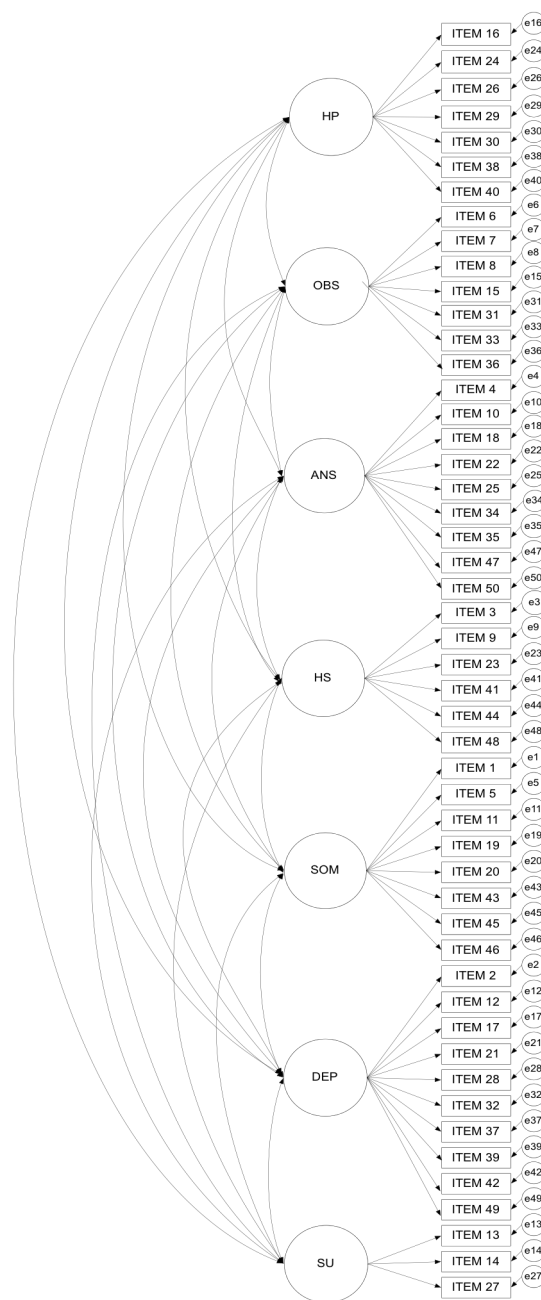 e16
ITEM 16
e24
ITEM 24
e26
ITEM 26
e29
HP
ITEM 29
e30
ITEM 30
e38
ITEM 38
e40
ITEM 40
e6
ITEM 6
e7
ITEM 7
e8
ITEM 8
e15
OBS
ITEM 15
e31
ITEM 31
e33
ITEM 33
e36
ITEM 36
e4
ITEM 4
e10
ITEM 10
e18
ITEM 18
e22
ANS
ITEM 22
e25
ITEM 25
e34
ITEM 34
e35
ITEM 35
e47
ITEM 47
e50
ITEM 50
e3
ITEM 3
e9
ITEM 9
e23
HS
ITEM 23
e41
ITEM 41
e44
ITEM 44
e48
ITEM 48
e1
ITEM 1
e5
ITEM 5
e11
ITEM 11
e19
SOM
ITEM 19
e20
ITEM 20
e43
ITEM 43
e45
ITEM 45
e46
ITEM 46
e2
ITEM 2
e12
ITEM 12
e17
ITEM 17
e21
ITEM 21
e28
DEP
ITEM 28
e32
ITEM 32
e37
ITEM 37
e39
ITEM 39
e42
ITEM 42
e49
ITEM 49
e13
ITEM 13
e14
SU
ITEM 14
e27
ITEM 27